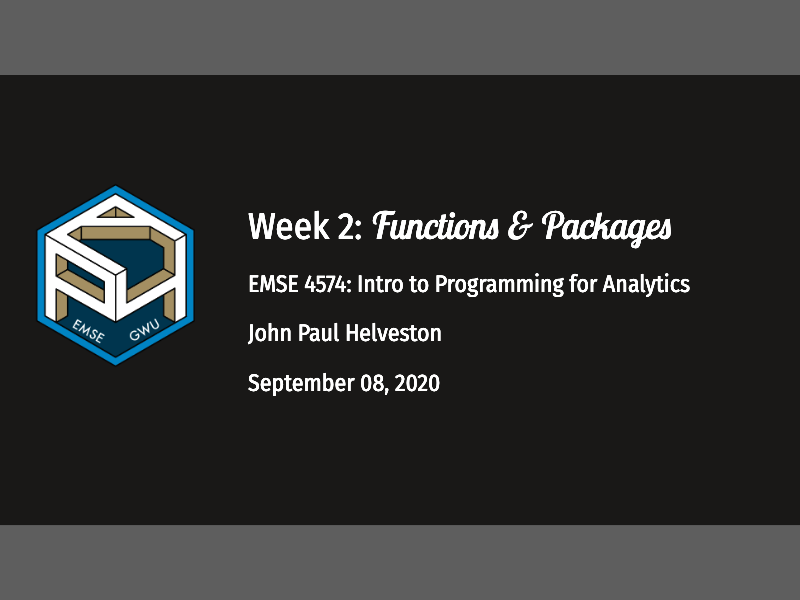 Week 2: Functions & Packages
EMSE 4574: Intro to Programming for Analytics
John Paul Helveston
September 08, 2020
EMSE GWU